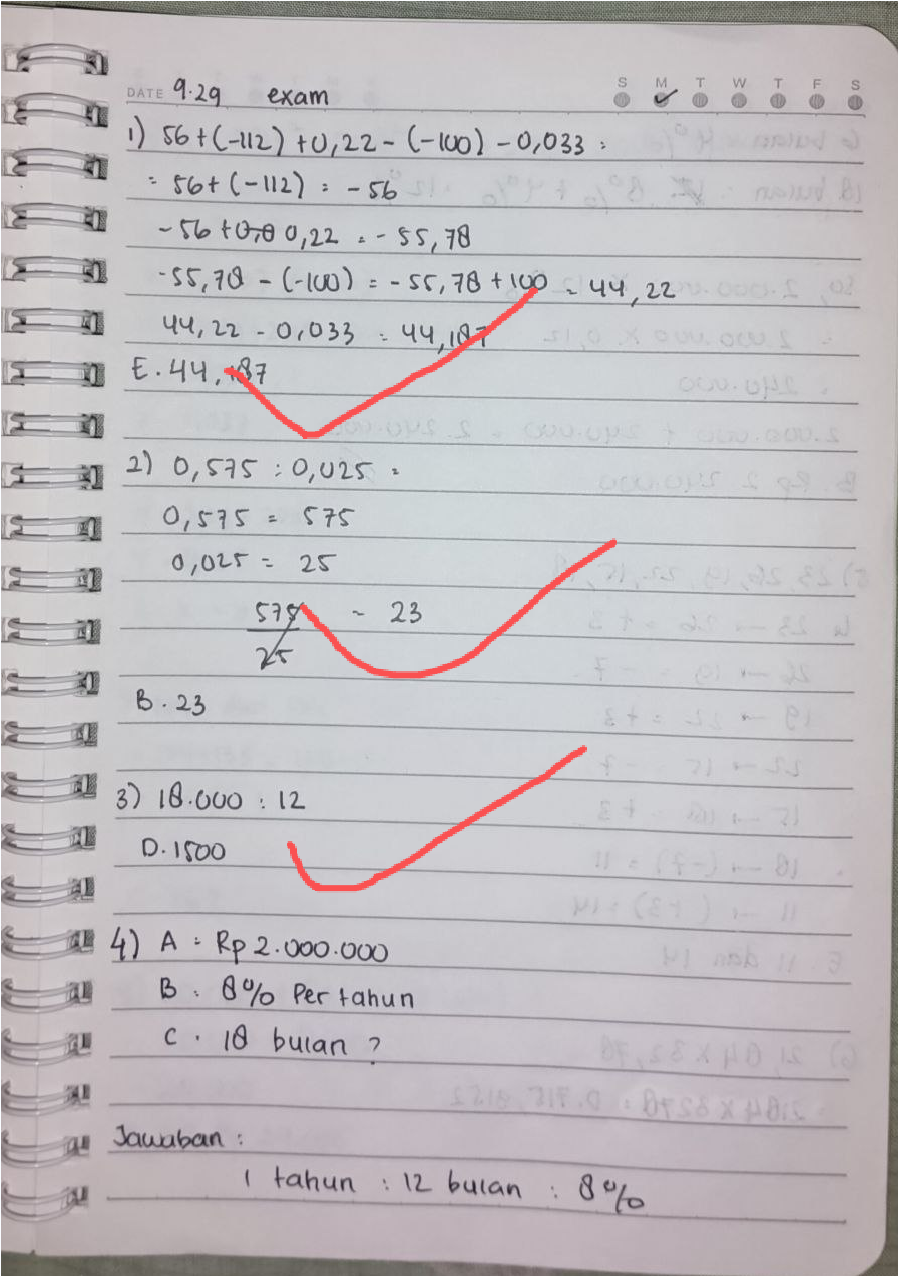 DATE 9.29 exam S M T W T F S
1) 56+(-112)+0,22-(-100)-0,033 =
= 56+(-112) = -56
-56+0,0 0,22 = -55,78
-55,78-(-100) = -55,78+100 = 44,22
44,22-0,033 = 44,187
E. 44,187
2) 0,575 : 0,025 =
0,575 = 575
0,025 = 25
575 = 23
25
B. 23
3) 18.000 : 12
D. 1500
4) A = Rp 2.000.000
B = 8% Per tahun
C. 18 bulan ?
Jawaban :
1 tahun : 12 bulan : 8%